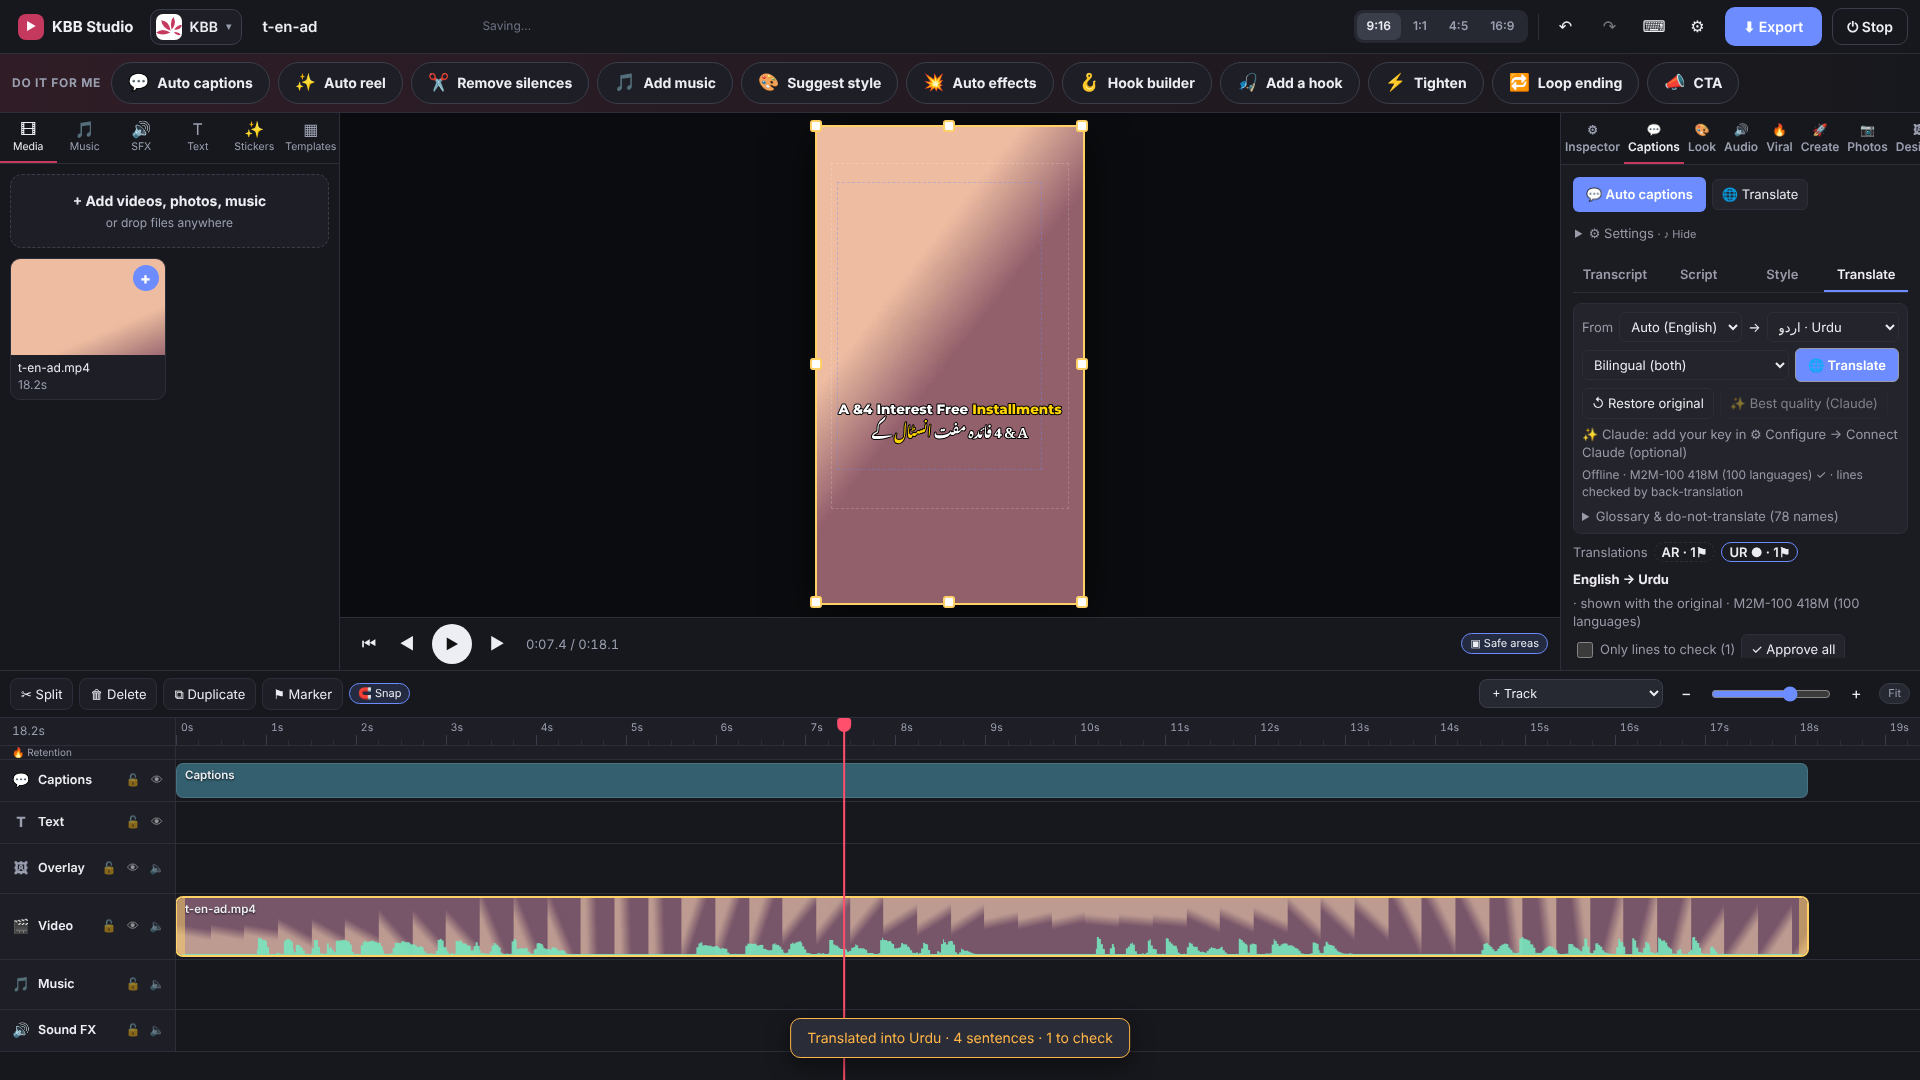 KBB Studio
KBB
t-en-ad
Saving...
9:16 1:1 4:5 16:9
Export
Stop
DO IT FOR ME
Auto captions
Auto reel
Remove silences
Add music
Suggest style
Auto effects
Hook builder
Add a hook
Tighten
Loop ending
CTA
Media
Music
SFX
Text
Stickers
Templates
+ Add videos, photos, music
or drop files anywhere
t-en-ad.mp4
18.2s
A &4 Interest Free Installments
A & 4 فائدہ مفت انسٹال کے
0:07.4 / 0:18.1
Safe areas
Inspector
Captions
Look
Audio
Viral
Create
Photos
Auto captions
Translate
Settings · ♪ Hide
Transcript
Script
Style
Translate
From Auto (English) → اردو · Urdu
Bilingual (both)
Translate
Restore original
Best quality (Claude)
Claude: add your key in ⚙ Configure → Connect
Claude (optional)
Offline · M2M-100 418M (100 languages) ✓ · lines
checked by back-translation
Glossary & do-not-translate (78 names)
Translations AR · 1 UR ● · 1
English → Urdu
· shown with the original · M2M-100 418M (100
languages)
Only lines to check (1)
✓ Approve all
Split
Delete
Duplicate
Marker
Snap
+ Track
Fit
18.2s
0s 1s 2s 3s 4s 5s 6s 7s 8s 9s 10s 11s 12s 13s 14s 15s 16s 17s 18s 19s
Retention
Captions
Captions
Text
Overlay
Video
t-en-ad.mp4
Music
Sound FX
Translated into Urdu · 4 sentences · 1 to check